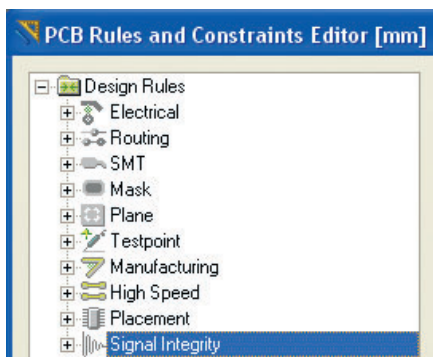 PCB Rules and Constraints Editor [mm]
Design Rules
Electrical
Routing
SMT
Mask
Plane
Testpoint
Manufacturing
High Speed
Placement
Signal Integrity